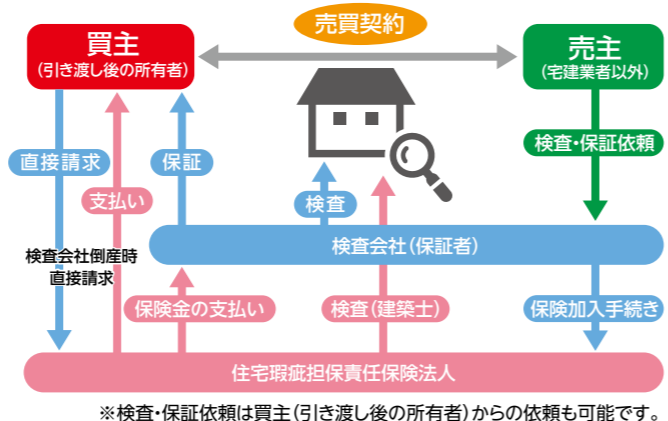 売買契約
買主
(引き渡し後の所有者)
売主
(宅建業者以外)
直接請求
保証
検査・保証依頼
支払い
検査
検査会社(保証者)
検査会社倒産時
直接請求
保険金の支払い
検査(建築士)
保険加入手続き
住宅瑕疵担保責任保険法人
※検査・保証依頼は買主(引き渡し後の所有者)からの依頼も可能です。